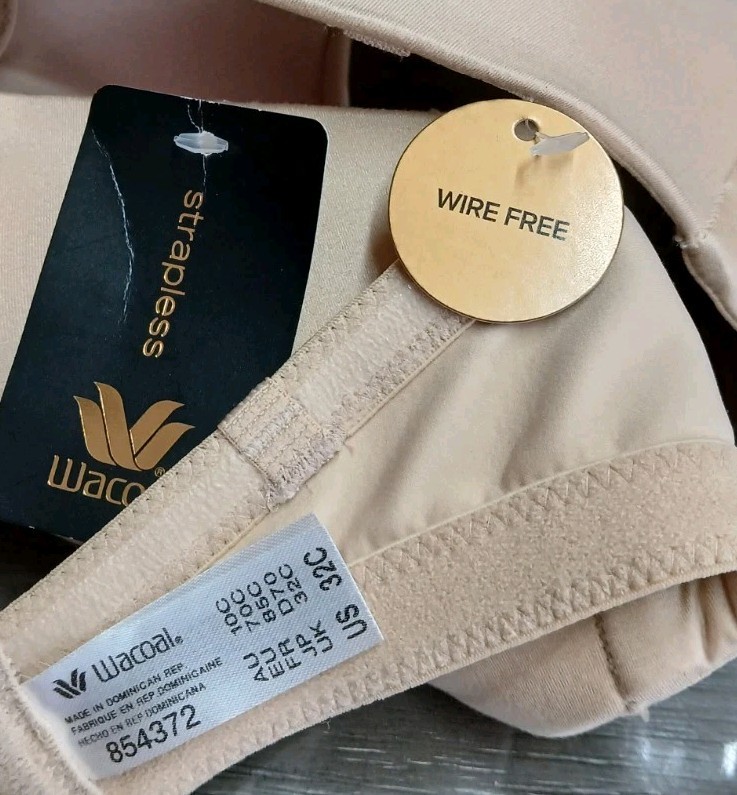 strapless
Wacoal
WIRE FREE
Wacoal®
MADE IN DOMINICAN REP.
FABRIQUE EN REP. DOMINICAINE
HECHO EN REP. DOMINICANA
854372
AU 10C
EUR 70C
FR 85C
JP D70
UK 32C
US 32C